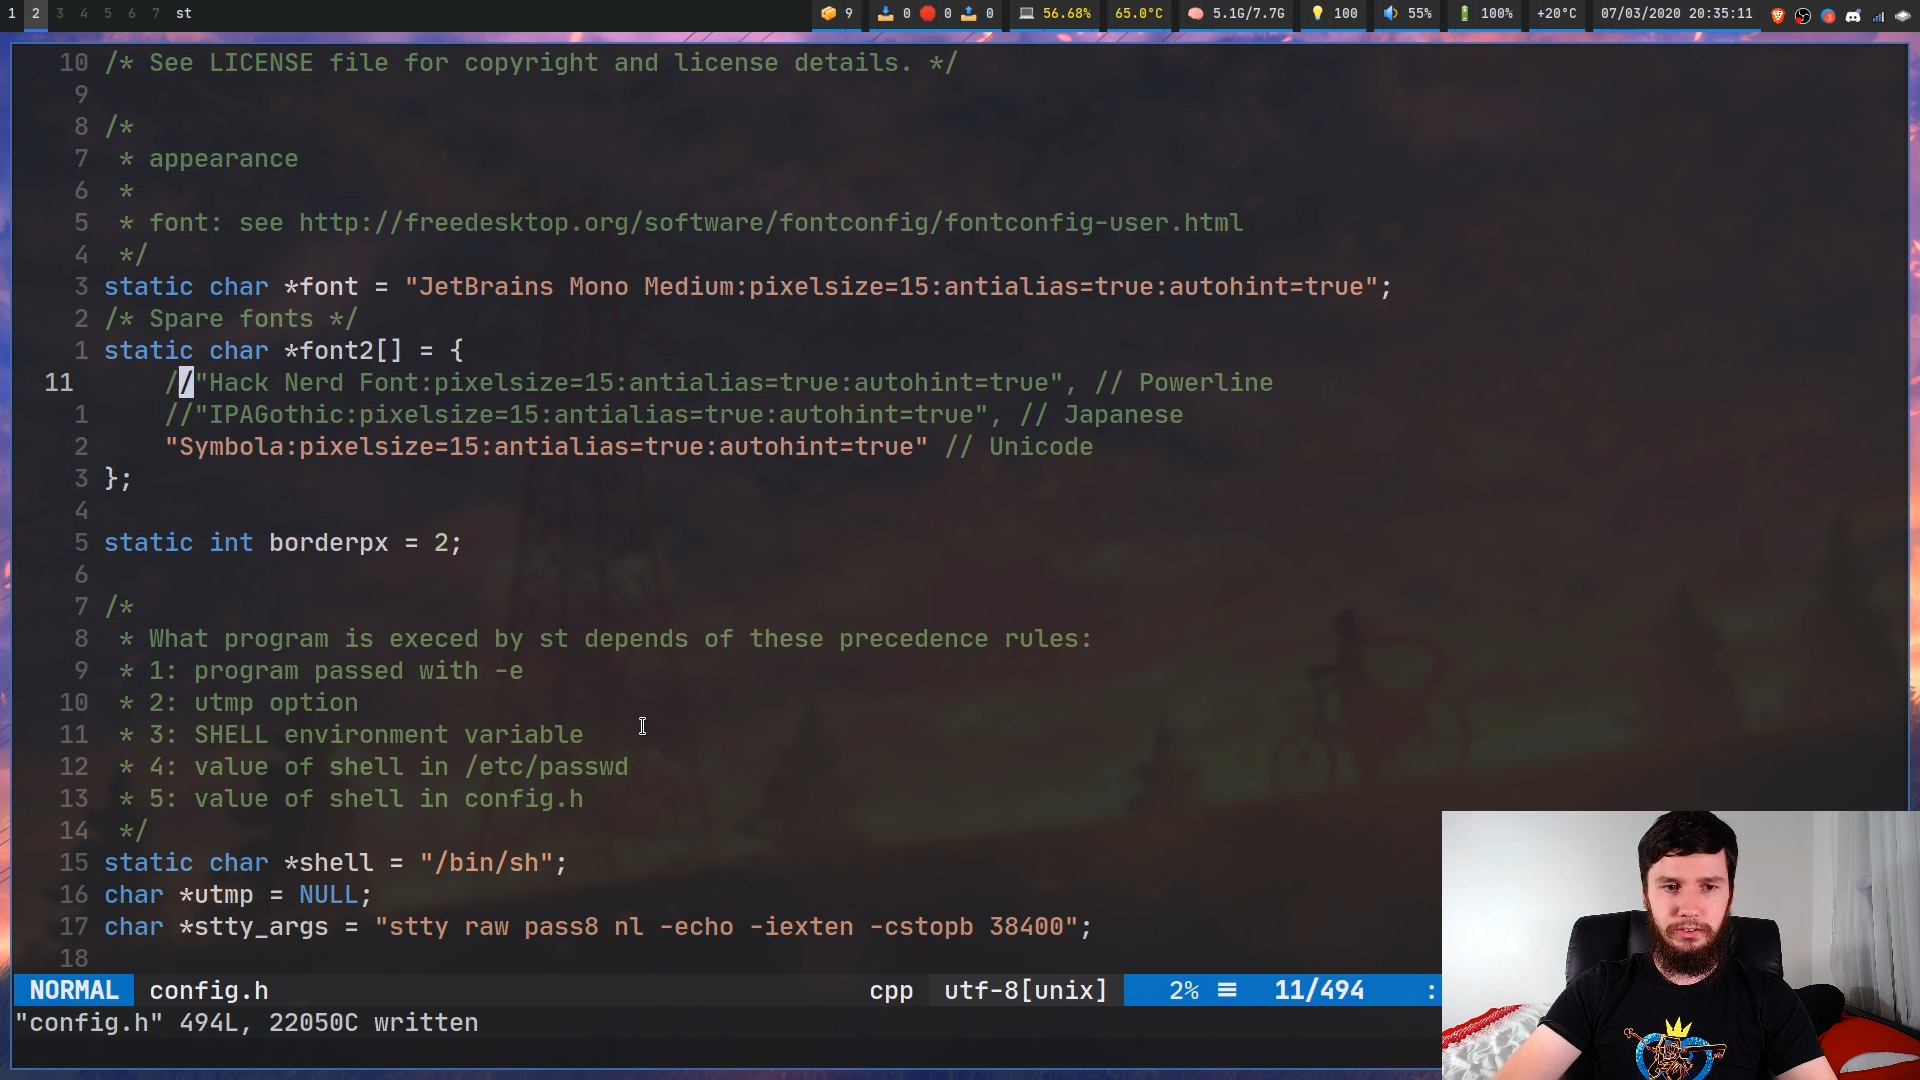 1 2 3 4 5 6 7 st 9 0 0 0 56.68% 65.0°C 5.1G/7.7G 100 55% 100% +20°C 07/03/2020 20:35:11
10 /* See LICENSE file for copyright and license details. */
9
8 /*
7 * appearance
6 *
5 * font: see http://freedesktop.org/software/fontconfig/fontconfig-user.html
4 */
3 static char *font = "JetBrains Mono Medium:pixelsize=15:antialias=true:autohint=true";
2 /* Spare fonts */
1 static char *font2[] = {
11 //"Hack Nerd Font:pixelsize=15:antialias=true:autohint=true", // Powerline
1 //"IPAGothic:pixelsize=15:antialias=true:autohint=true", // Japanese
2 "Symbola:pixelsize=15:antialias=true:autohint=true" // Unicode
3 };
4
5 static int borderpx = 2;
6
7 /*
8 * What program is execed by st depends of these precedence rules:
9 * 1: program passed with -e
10 * 2: utmp option
11 * 3: SHELL environment variable
12 * 4: value of shell in /etc/passwd
13 * 5: value of shell in config.h
14 */
15 static char *shell = "/bin/sh";
16 char *utmp = NULL;
17 char *stty_args = "stty raw pass8 nl -echo -iexten -cstopb 38400";
18
NORMAL config.h cpp utf-8[unix] 2% ≡ 11/494 :
"config.h" 494L, 22050C written